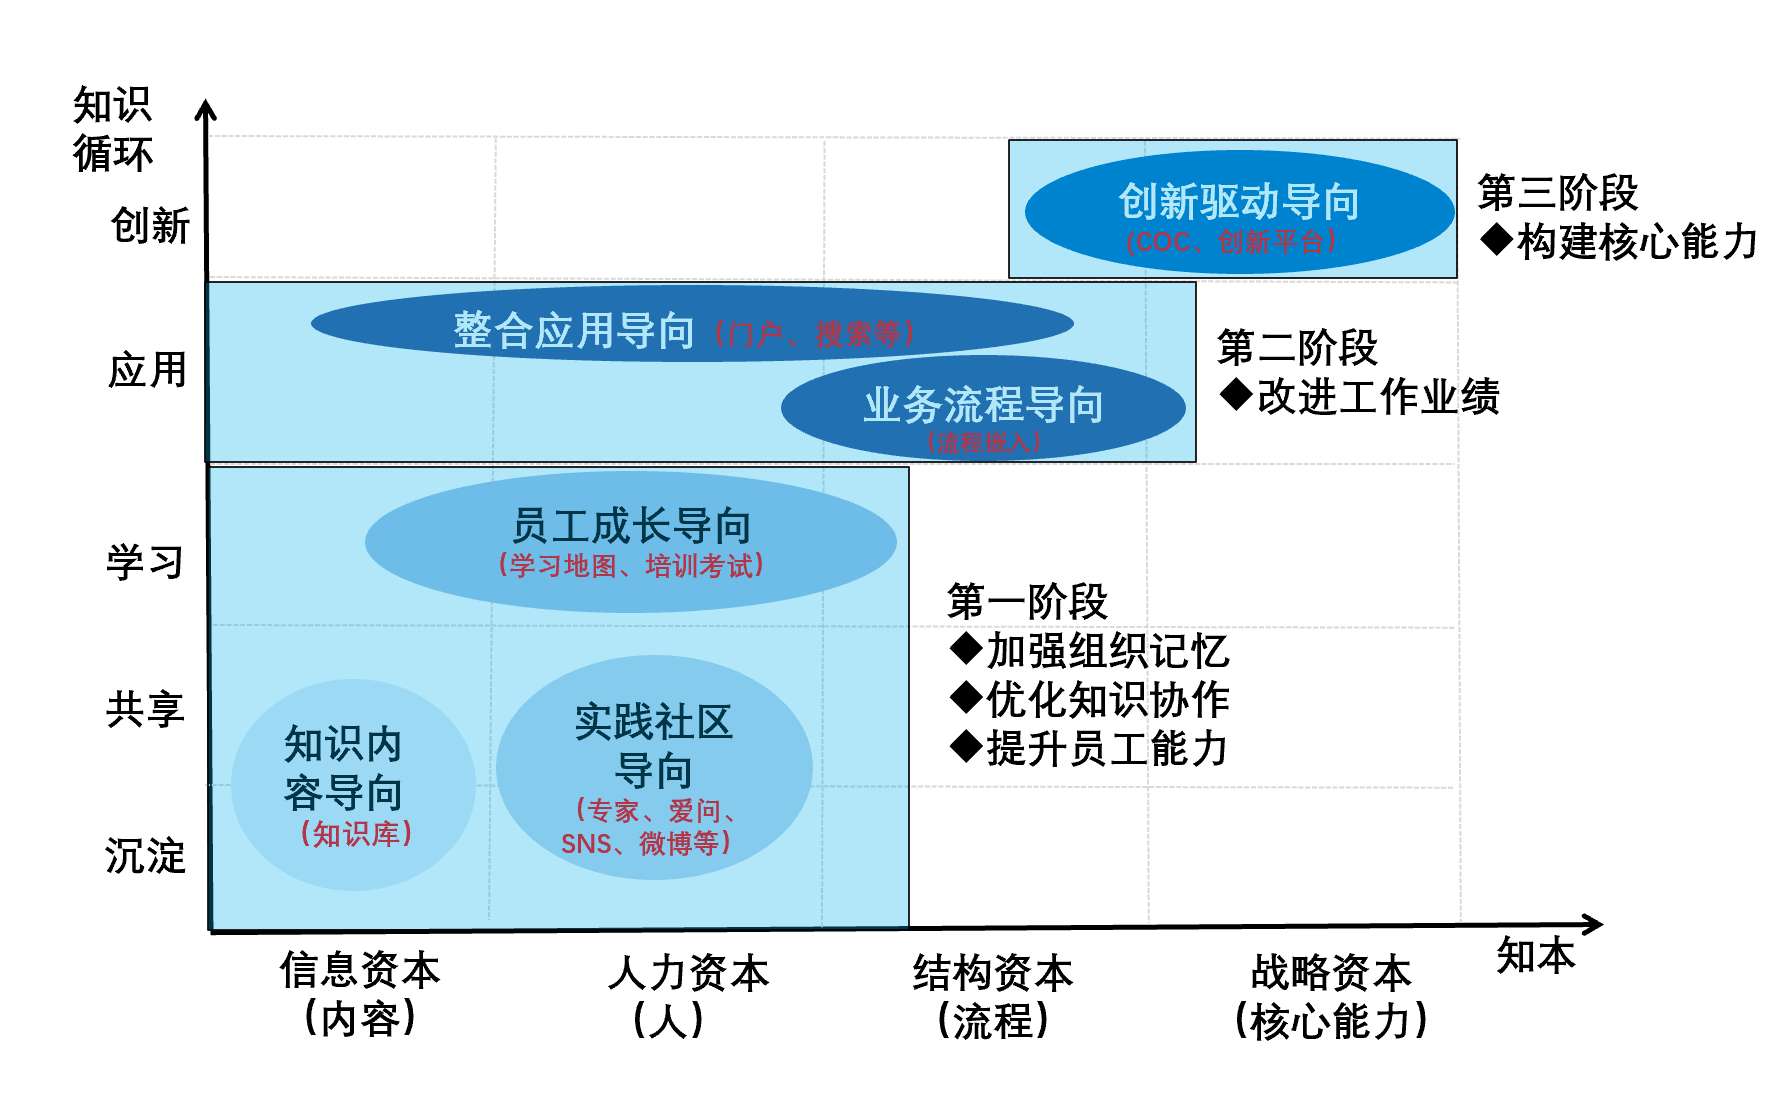 知识
循环
创新
创新驱动导向
(COC、创新平台)
第三阶段
◆构建核心能力
应用
整合应用导向(门户、搜索等)
业务流程导向
(流程嵌入)
第二阶段
◆改进工作业绩
学习
员工成长导向
(学习地图、培训考试)
共享
沉淀
知识内
容导向
(知识库)
实践社区
导向
(专家、爱问、
SNS、微博等)
第一阶段
◆加强组织记忆
◆优化知识协作
◆提升员工能力
信息资本
(内容)
人力资本
(人)
结构资本
(流程)
战略资本
(核心能力)
知本